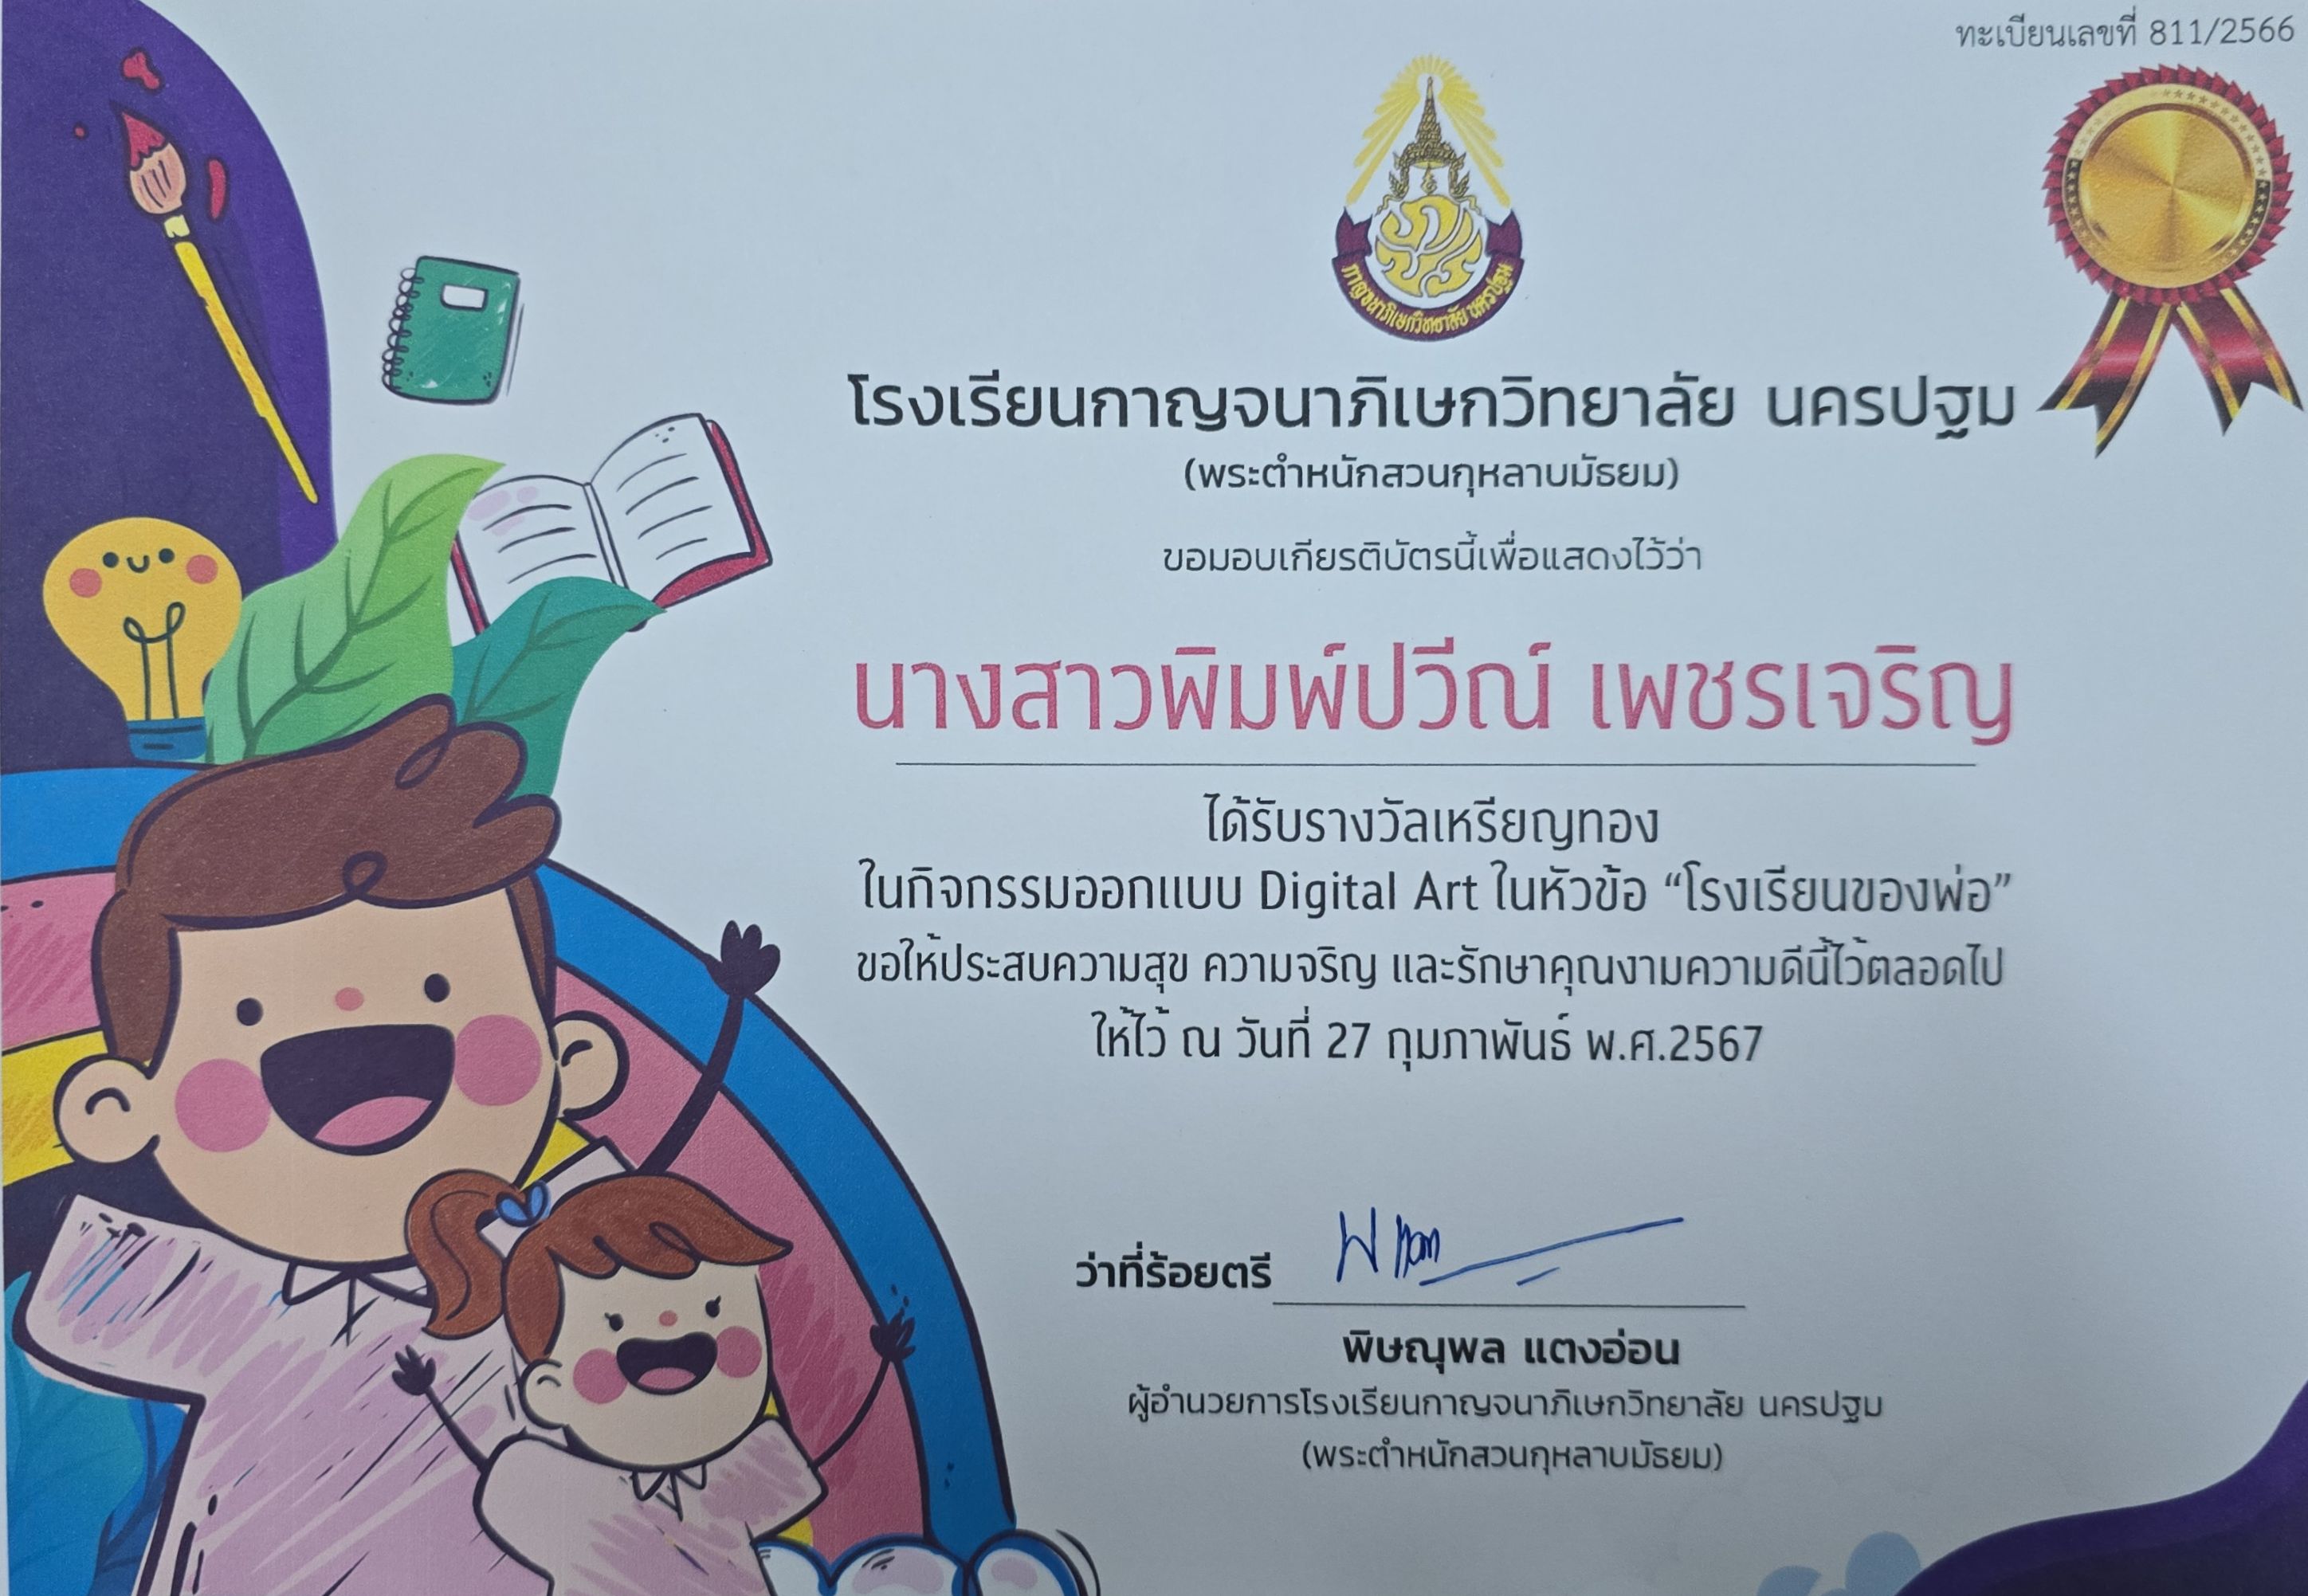 ทะเบียนเลขที่ 811/2566
กาญจนาภิเษกวิทยาลัย นครปฐม
โรงเรียนกาญจนาภิเษกวิทยาลัย นครปฐม
(พระตำหนักสวนกุหลาบมัธยม)
ขอมอบเกียรติบัตรนี้เพื่อแสดงไว้ว่า
นางสาวพิมพ์ปวีณ์ เพชรเจริญ
ได้รับรางวัลเหรียญทอง
ในกิจกรรมออกแบบ Digital Art ในหัวข้อ “โรงเรียนของพ่อ”
ขอให้ประสบความสุข ความจริญ และรักษาคุณงามความดีนี้ไว้ตลอดไป
ให้ไว้ ณ วันที่ 27 กุมภาพันธ์ พ.ศ.2567
ว่าที่ร้อยตรี
พิษณุพล แตงอ่อน
ผู้อำนวยการโรงเรียนกาญจนาภิเษกวิทยาลัย นครปฐม
(พระตำหนักสวนกุหลาบมัธยม)